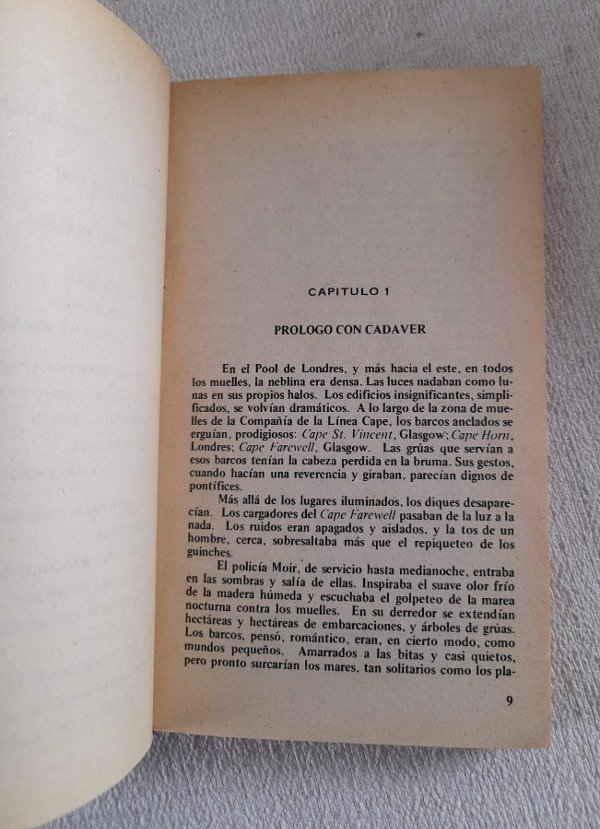 CAPITULO 1
PROLOGO CON CADAVER
En el Pool de Londres, y más hacia el este, en todos
los muelles, la neblina era densa. Las luces nadaban como lu-
nas en sus propios halos. Los edificios insignificantes, simpli-
ficados, se volvían dramáticos. A lo largo de la zona de mue-
lles de la Compañía de la Línea Cape, los barcos anclados se
erguían, prodigiosos: Cape St. Vincent, Glasgow; Cape Horn,
Londres; Cape Farewell, Glasgow. Las grúas que servían a
esos barcos tenían la cabeza perdida en la bruma. Sus gestos,
cuando hacían una reverencia y giraban, parecían dignos de
pontífices.
Más allá de los lugares iluminados, los diques desapare-
cían. Los cargadores del Cape Farewell pasaban de la luz a la
nada. Los ruidos eran apagados y aislados, y la tos de un
hombre, cerca, sobresaltaba más que el repiqueteo de los
guinches.
El policía Moir, de servicio hasta medianoche, entraba
en las sombras y salía de ellas. Inspiraba el suave olor frío
de la madera húmeda y escuchaba el golpeteo de la marea
nocturna contra los muelles. En su derredor se extendían
hectáreas y hectáreas de embarcaciones, y árboles de grúas.
Los barcos, pensó, romántico, eran, en cierto modo, como
mundos pequeños. Amarrados a las bitas y casi quietos,
pero pronto surcarían los mares, tan solitarios como los pla-
9